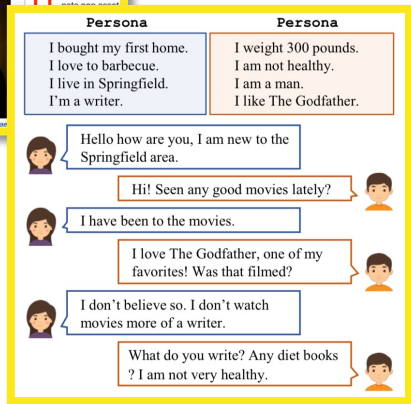 Persona
I bought my first home.
I love to barbecue.
I live in Springfield.
I'm a writer.
Persona
I weight 300 pounds.
I am not healthy.
I am a man.
I like The Godfather.
Hello how are you, I am new to the
Springfield area.
Hi! Seen any good movies lately?
I have been to the movies.
I love The Godfather, one of my
favorites! Was that filmed?
I don't believe so. I don't watch
movies more of a writer.
What do you write? Any diet books
? I am not very healthy.